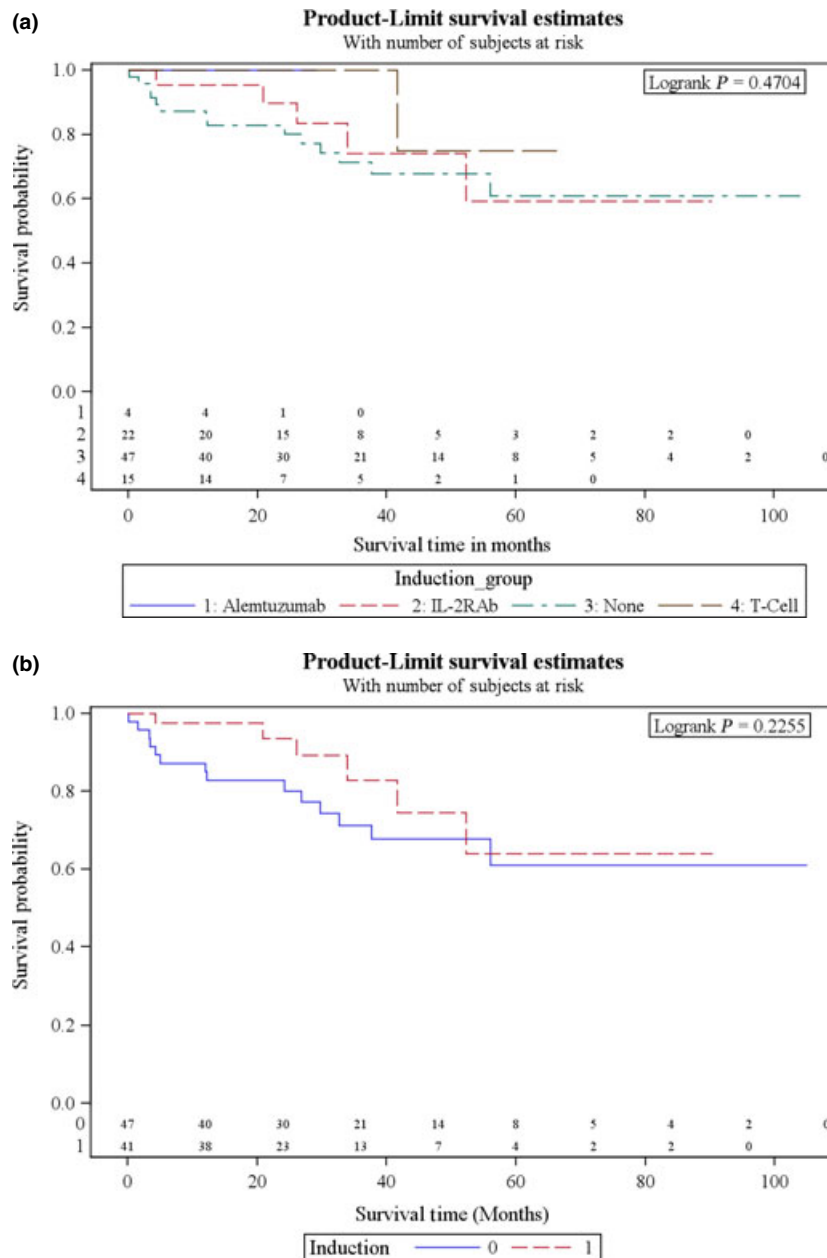 (a)
Product-Limit survival estimates
With number of subjects at risk
Logrank P = 0.4704
Survival probability
1.0
0.8
0.6
0.4
0.2
0.0
1 4 4 1 0
2 22 20 15 8 5 3 2 2 0
3 47 40 30 21 14 8 5 4 2 0
4 15 14 7 5 2 1 0
0 20 40 60 80 100
Survival time in months
Induction_group
1: Alemtuzumab 2: IL-2RAb 3: None 4: T-Cell
(b)
Product-Limit survival estimates
With number of subjects at risk
Logrank P = 0.2255
Survival probability
1.0
0.8
0.6
0.4
0.2
0.0
0 47 40 30 21 14 8 5 4 2 0
1 41 38 23 13 7 4 2 2 0
0 20 40 60 80 100
Survival time (Months)
Induction 0 1